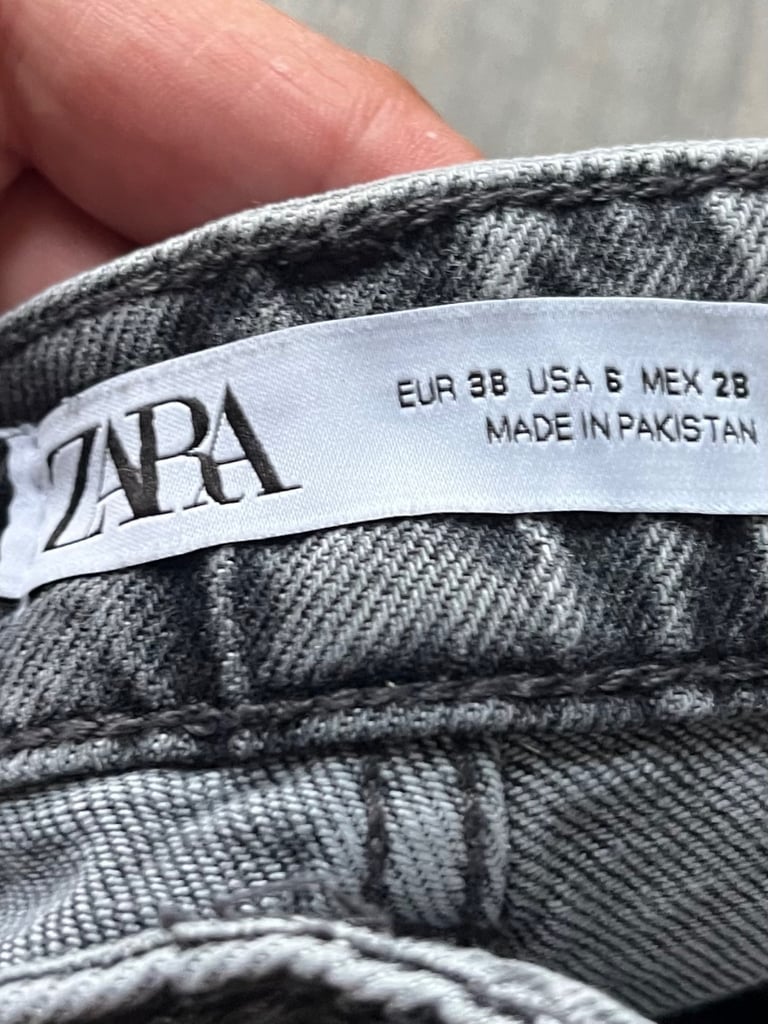 ZARA
EUR 38 USA 6 MEX 28
MADE IN PAKISTAN